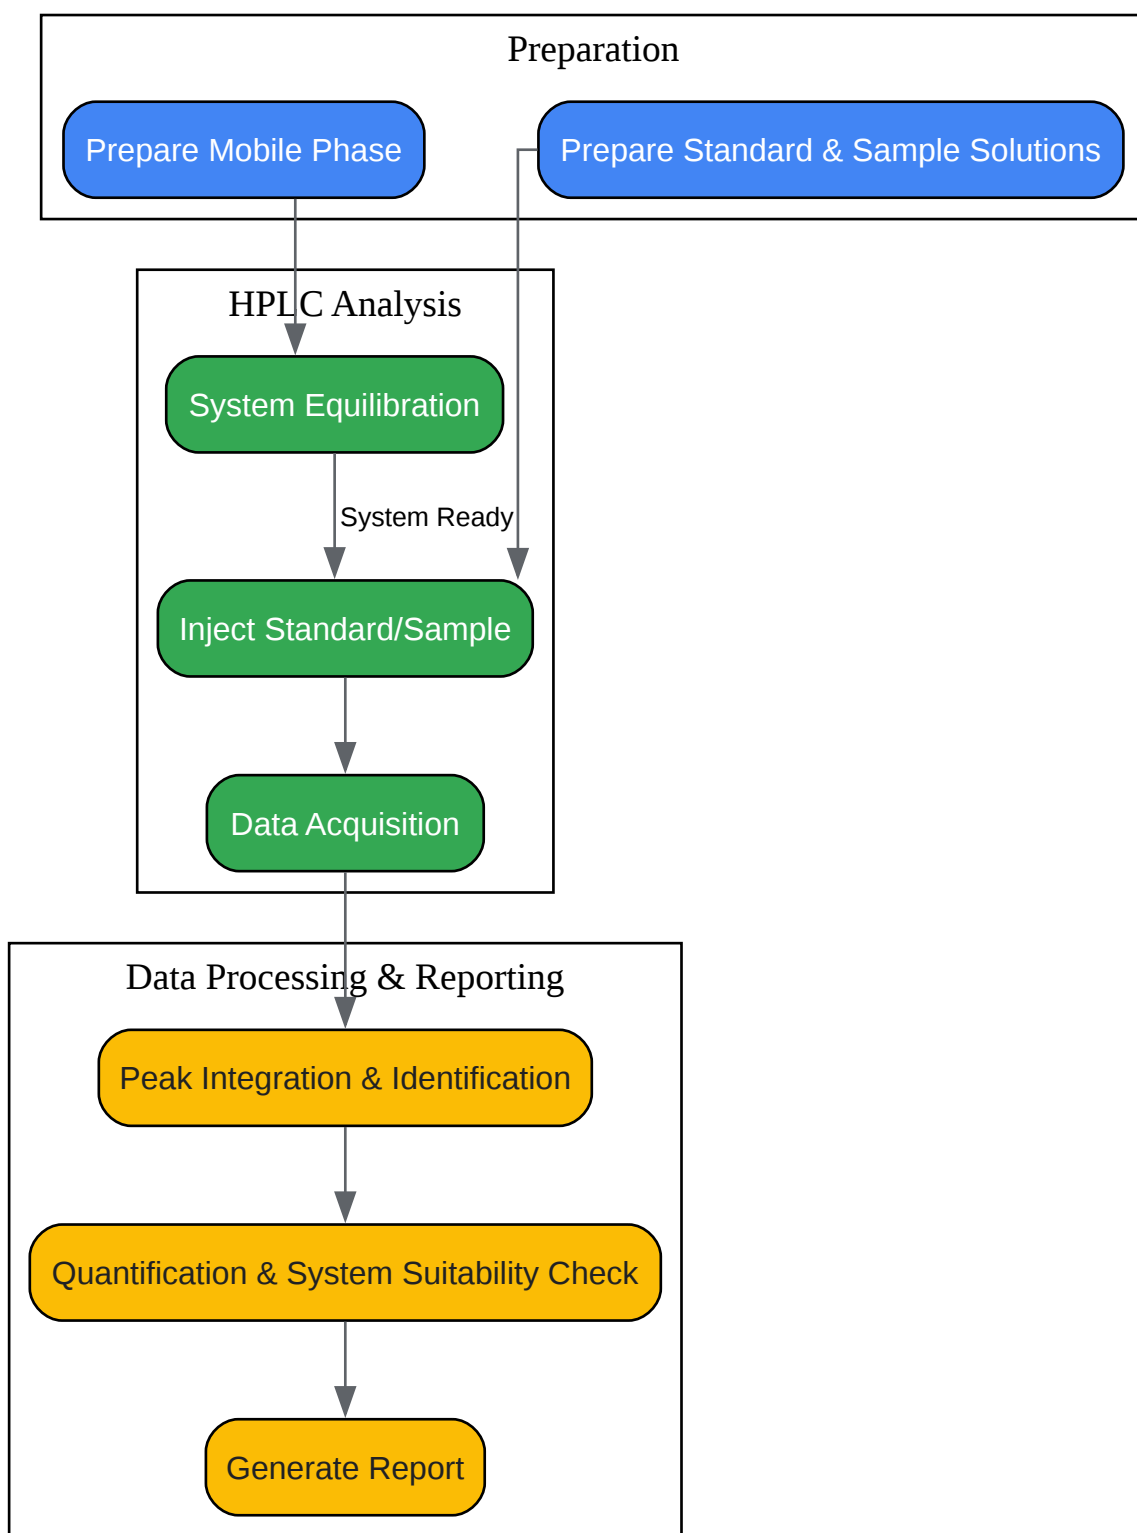 Preparation
Prepare Mobile Phase
Prepare Standard & Sample Solutions
HPLC Analysis
System Equilibration
System Ready
Inject Standard/Sample
Data Acquisition
Data Processing & Reporting
Peak Integration & Identification
Quantification & System Suitability Check
Generate Report